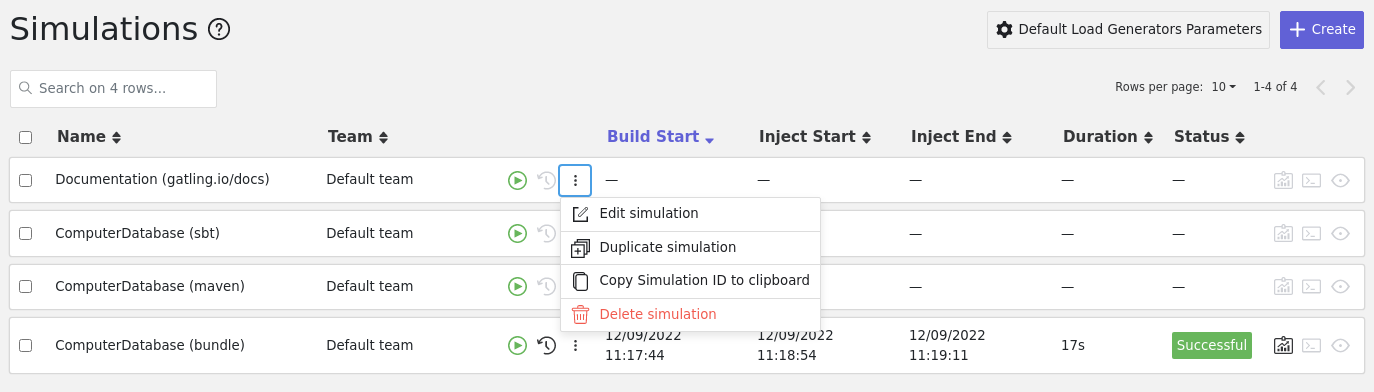 Simulations ?
Default Load Generators Parameters
Create
Search on 4 rows...
Rows per page: 10 1-4 of 4
Name Team Build Start Inject Start Inject End Duration Status
Documentation (gatling.io/docs) Default team — — — — —
Edit simulation
ComputerDatabase (sbt) Default team — — —
Duplicate simulation
Copy Simulation ID to clipboard
ComputerDatabase (maven) Default team — — —
Delete simulation
12/09/2022 12/09/2022 12/09/2022
ComputerDatabase (bundle) Default team 17s Successful
11:17:44 11:18:54 11:19:11